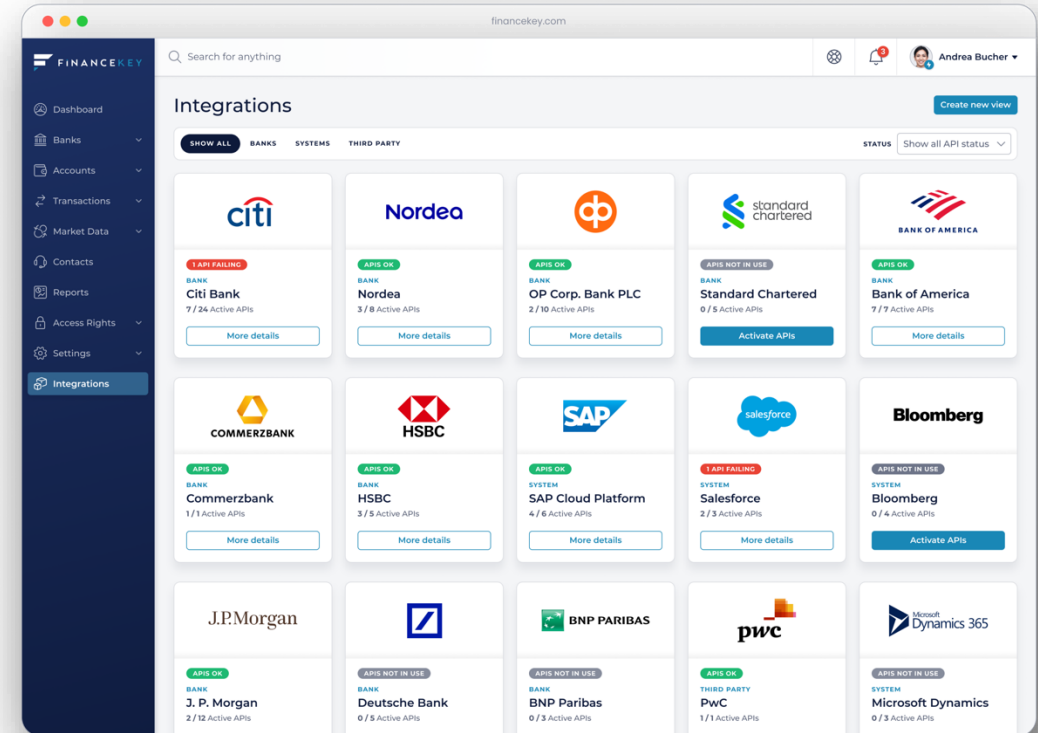 financekey.com
FINANCEKEY
Search for anything
3
Andrea Bucher
Dashboard
Banks
Accounts
Transactions
Market Data
Contacts
Reports
Access Rights
Settings
Integrations
Integrations
Create new view
SHOW ALL BANKS SYSTEMS THIRD PARTY
STATUS Show all API status
citi
1 API FAILING
BANK
Citi Bank
7 / 24 Active APIs
More details
Nordea
APIS OK
BANK
Nordea
3 / 8 Active APIs
More details
op
APIS OK
BANK
OP Corp. Bank PLC
2 / 10 Active APIs
More details
standard
chartered
APIS NOT IN USE
BANK
Standard Chartered
0 / 5 Active APIs
Activate APIs
BANK OF AMERICA
APIS OK
BANK
Bank of America
7 / 7 Active APIs
More details
COMMERZBANK
APIS OK
BANK
Commerzbank
1 / 1 Active APIs
More details
HSBC
APIS OK
BANK
HSBC
3 / 5 Active APIs
More details
SAP
APIS OK
SYSTEM
SAP Cloud Platform
4 / 6 Active APIs
More details
salesforce
1 API FAILING
SYSTEM
Salesforce
2 / 3 Active APIs
More details
Bloomberg
APIS NOT IN USE
SYSTEM
Bloomberg
0 / 4 Active APIs
Activate APIs
J.P.Morgan
APIS OK
BANK
J. P. Morgan
2 / 12 Active APIs
APIS NOT IN USE
BANK
Deutsche Bank
0 / 5 Active APIs
BNP PARIBAS
APIS NOT IN USE
BANK
BNP Paribas
0 / 3 Active APIs
pwc
APIS OK
THIRD PARTY
PwC
1 / 1 Active APIs
Microsoft
Dynamics 365
APIS NOT IN USE
SYSTEM
Microsoft Dynamics
0 / 3 Active APIs